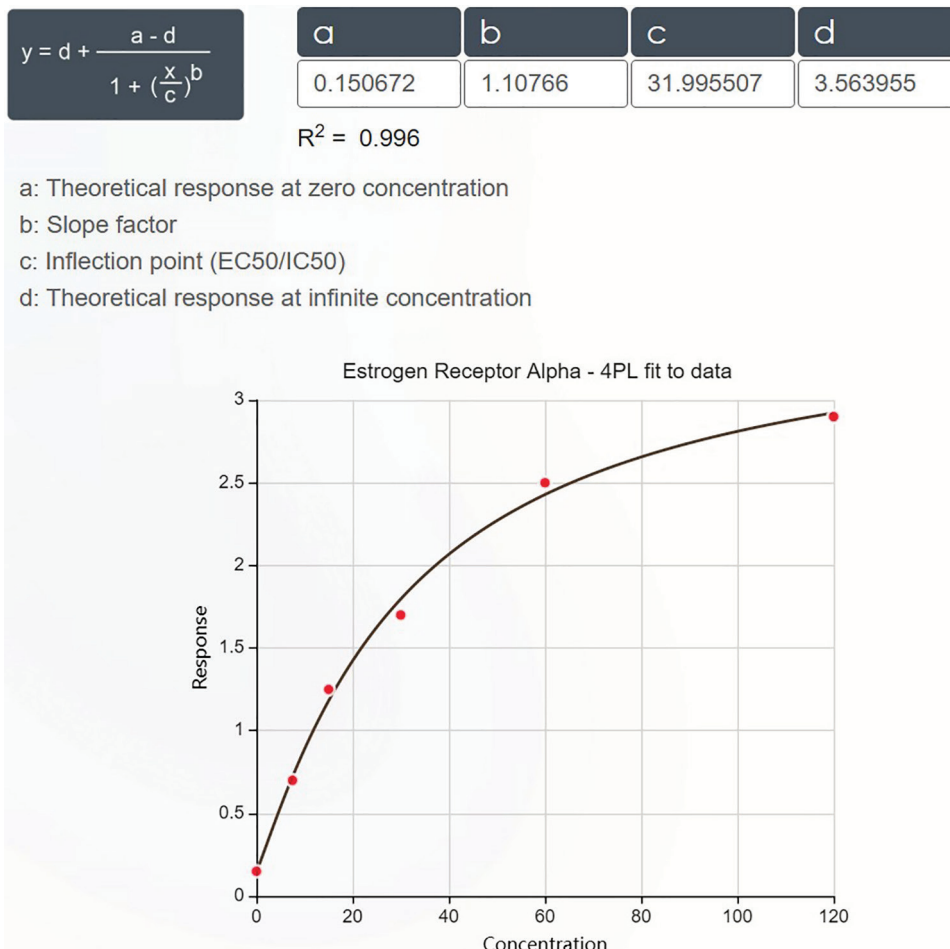 y = d + a - d / 1 + (x/c)^b
a b c d
0.150672 1.10766 31.995507 3.563955
R² = 0.996
a: Theoretical response at zero concentration
b: Slope factor
c: Inflection point (EC50/IC50)
d: Theoretical response at infinite concentration
Estrogen Receptor Alpha - 4PL fit to data
3
2.5
2
1.5
1
0.5
0
Response
0 20 40 60 80 100 120
Concentration